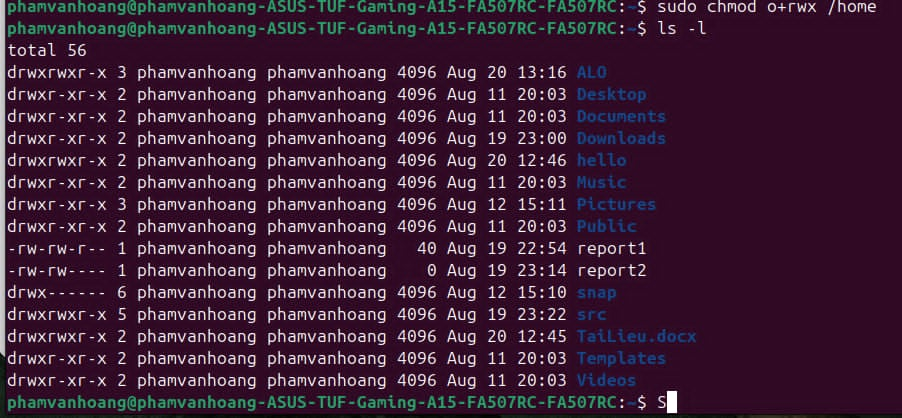 phamvanhoang@phamvanhoang-ASUS-TUF-Gaming-A15-FA507RC-FA507RC:~$ sudo chmod o+rwx /home
phamvanhoang@phamvanhoang-ASUS-TUF-Gaming-A15-FA507RC-FA507RC:~$ ls -l
total 56
drwxrwxr-x 3 phamvanhoang phamvanhoang 4096 Aug 20 13:16 ALO
drwxr-xr-x 2 phamvanhoang phamvanhoang 4096 Aug 11 20:03 Desktop
drwxr-xr-x 2 phamvanhoang phamvanhoang 4096 Aug 11 20:03 Documents
drwxr-xr-x 2 phamvanhoang phamvanhoang 4096 Aug 19 23:00 Downloads
drwxrwxr-x 2 phamvanhoang phamvanhoang 4096 Aug 20 12:46 hello
drwxr-xr-x 2 phamvanhoang phamvanhoang 4096 Aug 11 20:03 Music
drwxr-xr-x 3 phamvanhoang phamvanhoang 4096 Aug 12 15:11 Pictures
drwxr-xr-x 2 phamvanhoang phamvanhoang 4096 Aug 11 20:03 Public
-rw-rw-r-- 1 phamvanhoang phamvanhoang   40 Aug 19 22:54 report1
-rw-rw---- 1 phamvanhoang phamvanhoang    0 Aug 19 23:14 report2
drwx------ 6 phamvanhoang phamvanhoang 4096 Aug 12 15:10 snap
drwxrwxr-x 5 phamvanhoang phamvanhoang 4096 Aug 19 23:22 src
drwxrwxr-x 2 phamvanhoang phamvanhoang 4096 Aug 20 12:45 TaiLieu.docx
drwxr-xr-x 2 phamvanhoang phamvanhoang 4096 Aug 11 20:03 Templates
drwxr-xr-x 2 phamvanhoang phamvanhoang 4096 Aug 11 20:03 Videos
phamvanhoang@phamvanhoang-ASUS-TUF-Gaming-A15-FA507RC-FA507RC:~$ S